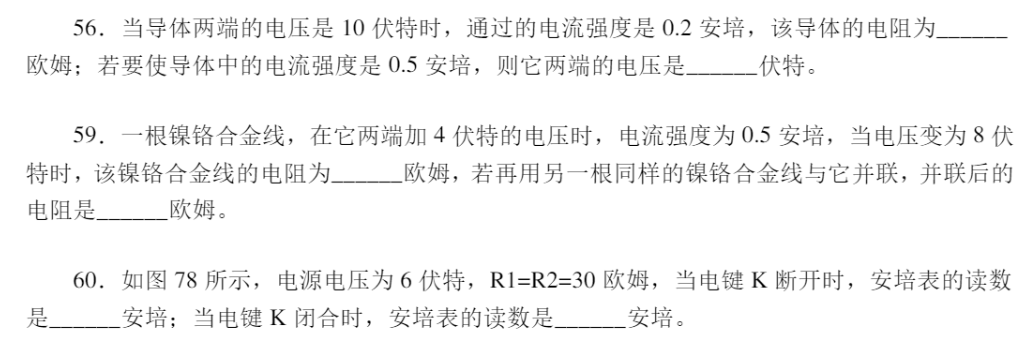 56．当导体两端的电压是 10 伏特时，通过的电流强度是 0.2 安培，该导体的电阻为______
欧姆；若要使导体中的电流强度是 0.5 安培，则它两端的电压是______伏特。
59．一根镍铬合金线，在它两端加 4 伏特的电压时，电流强度为 0.5 安培，当电压变为 8 伏
特时，该镍铬合金线的电阻为______欧姆，若再用另一根同样的镍铬合金线与它并联，并联后的
电阻是______欧姆。
60．如图 78 所示，电源电压为 6 伏特，R1=R2=30 欧姆，当电键 K 断开时，安培表的读数
是______安培；当电键 K 闭合时，安培表的读数是______安培。